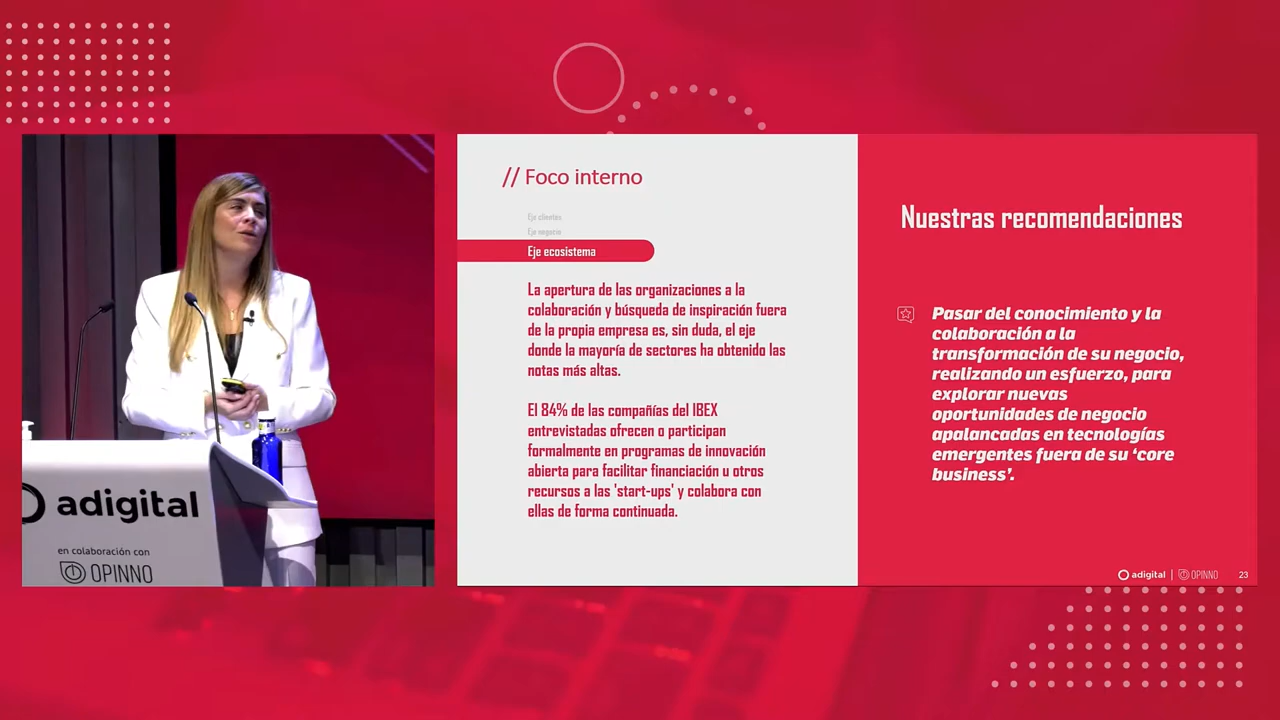 adigital
en colaboración con
OPINNO
// Foco interno
Eje clientes
Eje negocio
Eje ecosistema
La apertura de las organizaciones a la
colaboración y búsqueda de inspiración fuera
de la propia empresa es, sin duda, el eje
donde la mayoría de sectores ha obtenido las
notas más altas.
El 84% de las compañías del IBEX
entrevistadas ofrecen o participan
formalmente en programas de innovación
abierta para facilitar financiación u otros
recursos a las 'start-ups' y colabora con
ellas de forma continuada.
Nuestras recomendaciones
Pasar del conocimiento y la
colaboración a la
transformación de su negocio,
realizando un esfuerzo, para
explorar nuevas
oportunidades de negocio
apalancadas en tecnologías
emergentes fuera de su ‘core
business’.
adigital | OPINNO 23